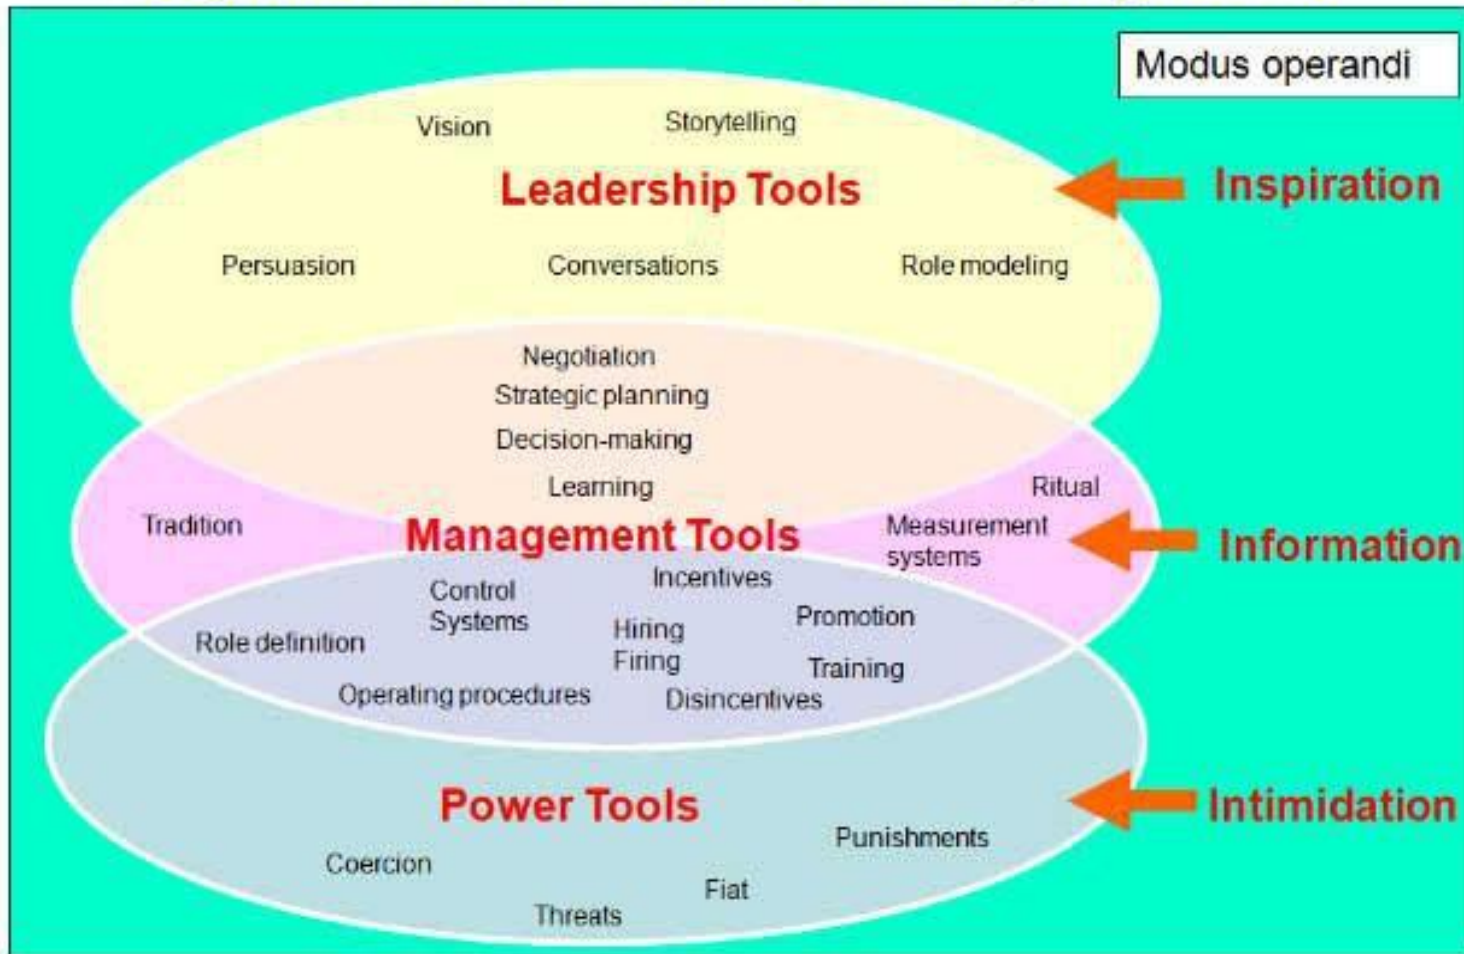 Modus operandi
Vision
Storytelling
Leadership Tools
Inspiration
Persuasion
Conversations
Role modeling
Negotiation
Strategic planning
Decision-making
Learning
Ritual
Tradition
Management Tools
Measurement
systems
Information
Incentives
Control
Systems
Promotion
Hiring
Firing
Role definition
Training
Operating procedures
Disincentives
Power Tools
Intimidation
Punishments
Coercion
Fiat
Threats